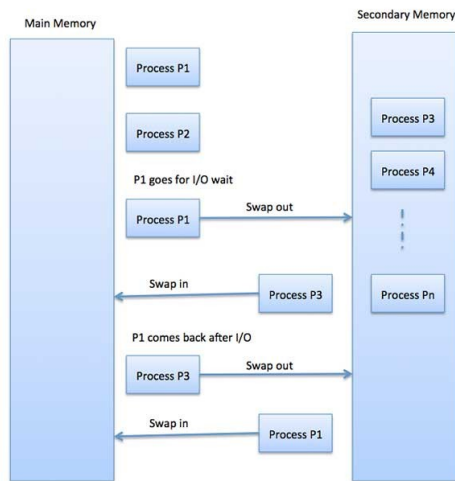 Main Memory
Secondary Memory
Process P1
Process P3
Process P2
Process P4
P1 goes for I/O wait
Process P1
Swap out
Swap in
Process P3
Process Pn
P1 comes back after I/O
Process P3
Swap out
Swap in
Process P1